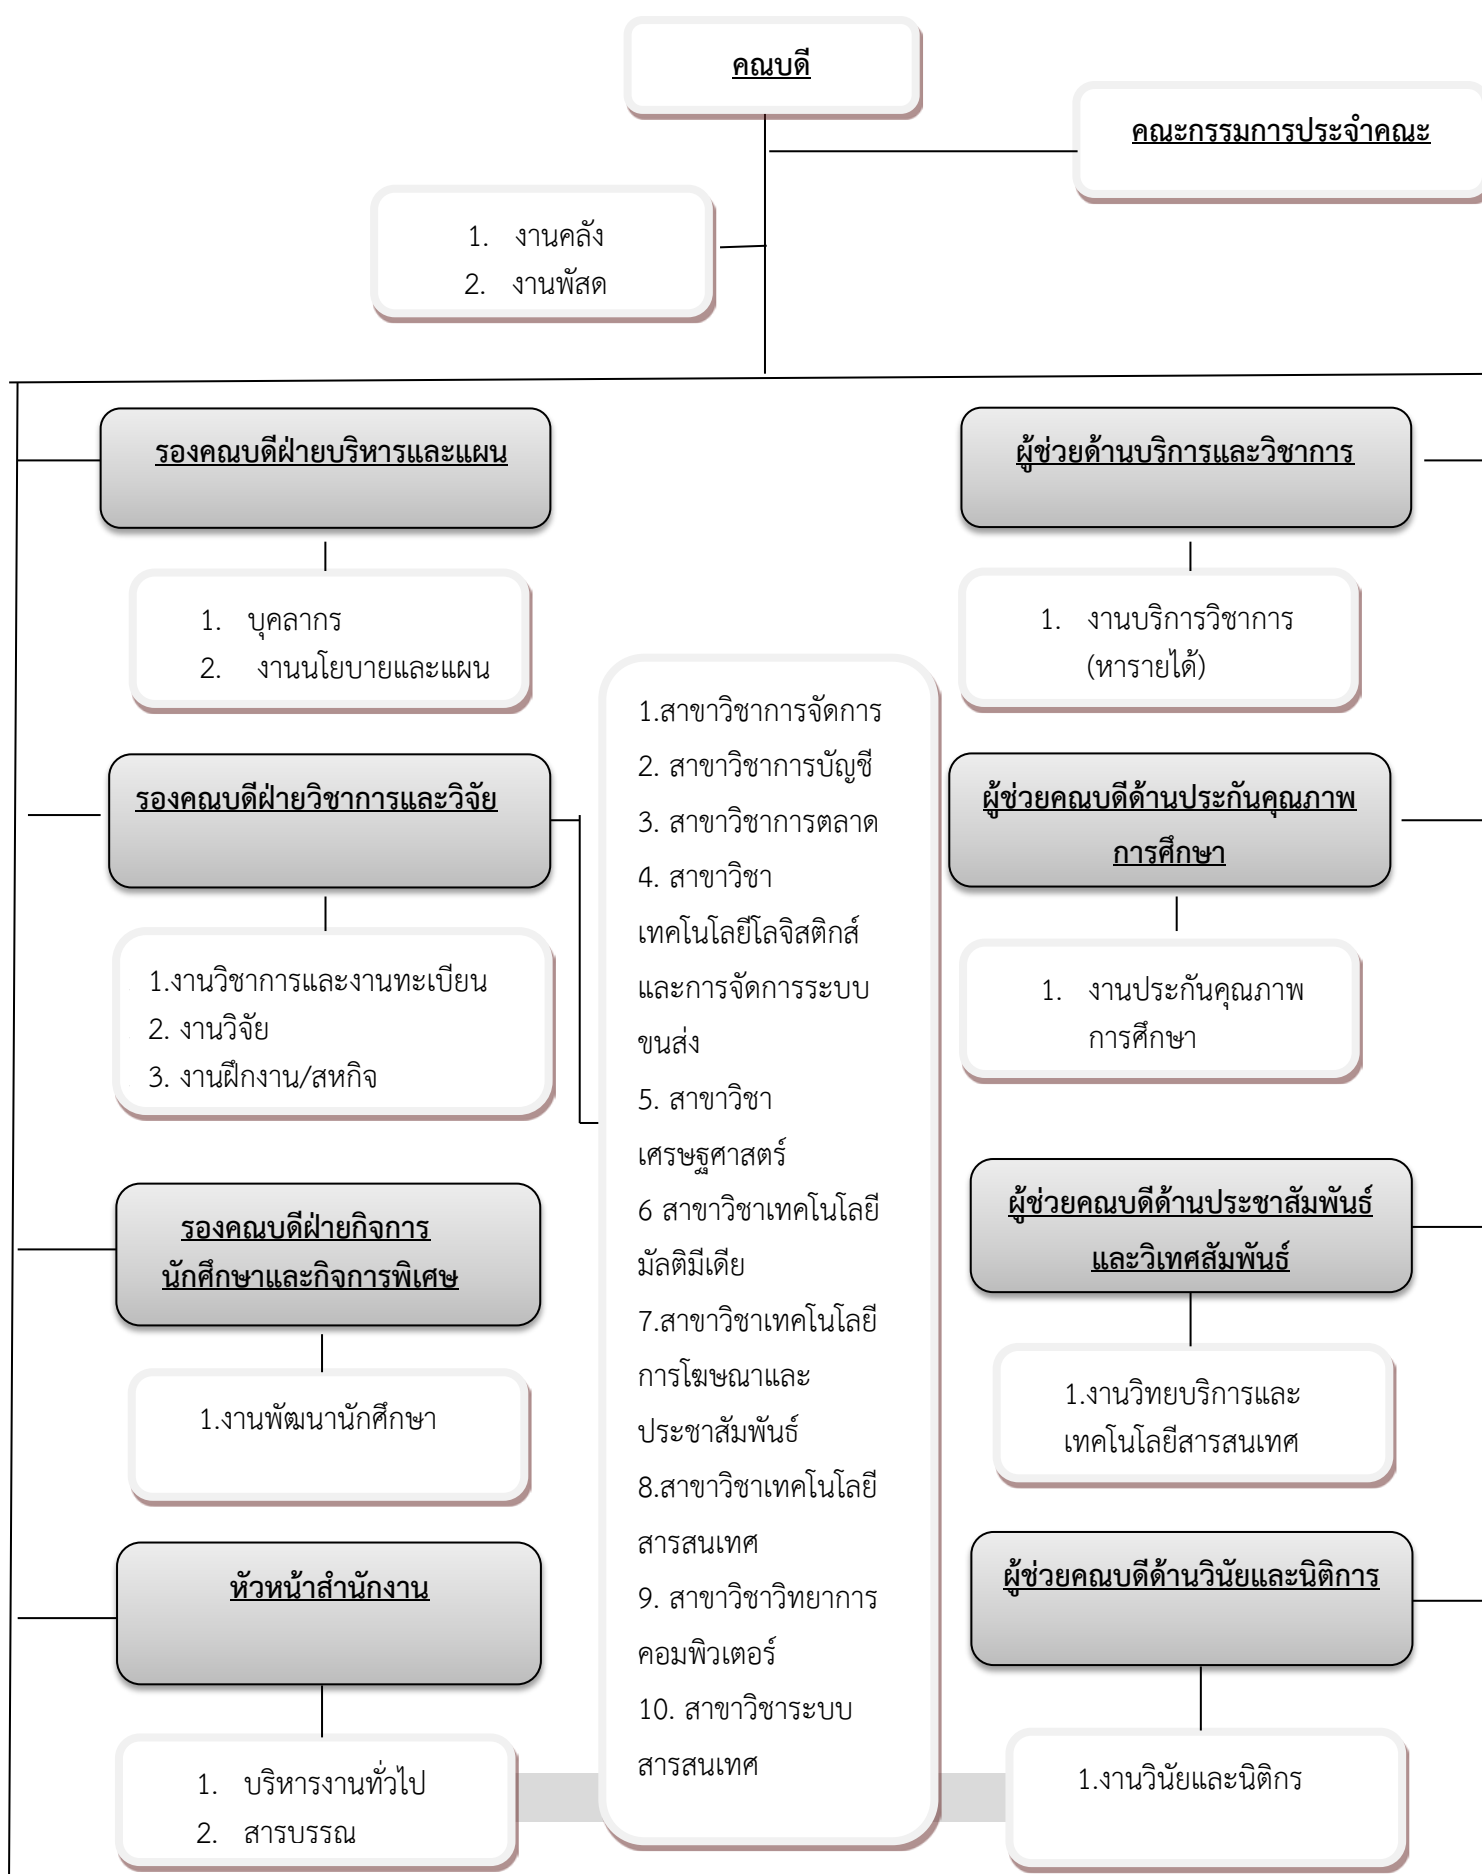 คณบดี
คณะกรรมการประจำคณะ
1. งานคลัง
2. งานพัสด
รองคณบดีฝ่ายบริหารและแผน
1. บุคลากร
2. งานนโยบายและแผน
รองคณบดีฝ่ายวิชาการและวิจัย
1.งานวิชาการและงานทะเบียน
2. งานวิจัย
3. งานฝึกงาน/สหกิจ
รองคณบดีฝ่ายกิจการ
นักศึกษาและกิจการพิเศษ
1.งานพัฒนานักศึกษา
หัวหน้าสำนักงาน
1. บริหารงานทั่วไป
2. สารบรรณ
1.สาขาวิชาการจัดการ
2. สาขาวิชาการบัญชี
3. สาขาวิชาการตลาด
4. สาขาวิชา
เทคโนโลยีโลจิสติกส์
และการจัดการระบบ
ขนส่ง
5. สาขาวิชา
เศรษฐศาสตร์
6 สาขาวิชาเทคโนโลยี
มัลติมีเดีย
7.สาขาวิชาเทคโนโลยี
การโฆษณาและ
ประชาสัมพันธ์
8.สาขาวิชาเทคโนโลยี
สารสนเทศ
9. สาขาวิชาวิทยาการ
คอมพิวเตอร์
10. สาขาวิชาระบบ
สารสนเทศ
ผู้ช่วยด้านบริการและวิชาการ
1. งานบริการวิชาการ
(หารายได้)
ผู้ช่วยคณบดีด้านประกันคุณภาพ
การศึกษา
1. งานประกันคุณภาพ
การศึกษา
ผู้ช่วยคณบดีด้านประชาสัมพันธ์
และวิเทศสัมพันธ์
1.งานวิทยบริการและ
เทคโนโลยีสารสนเทศ
ผู้ช่วยคณบดีด้านวินัยและนิติการ
1.งานวินัยและนิติกร